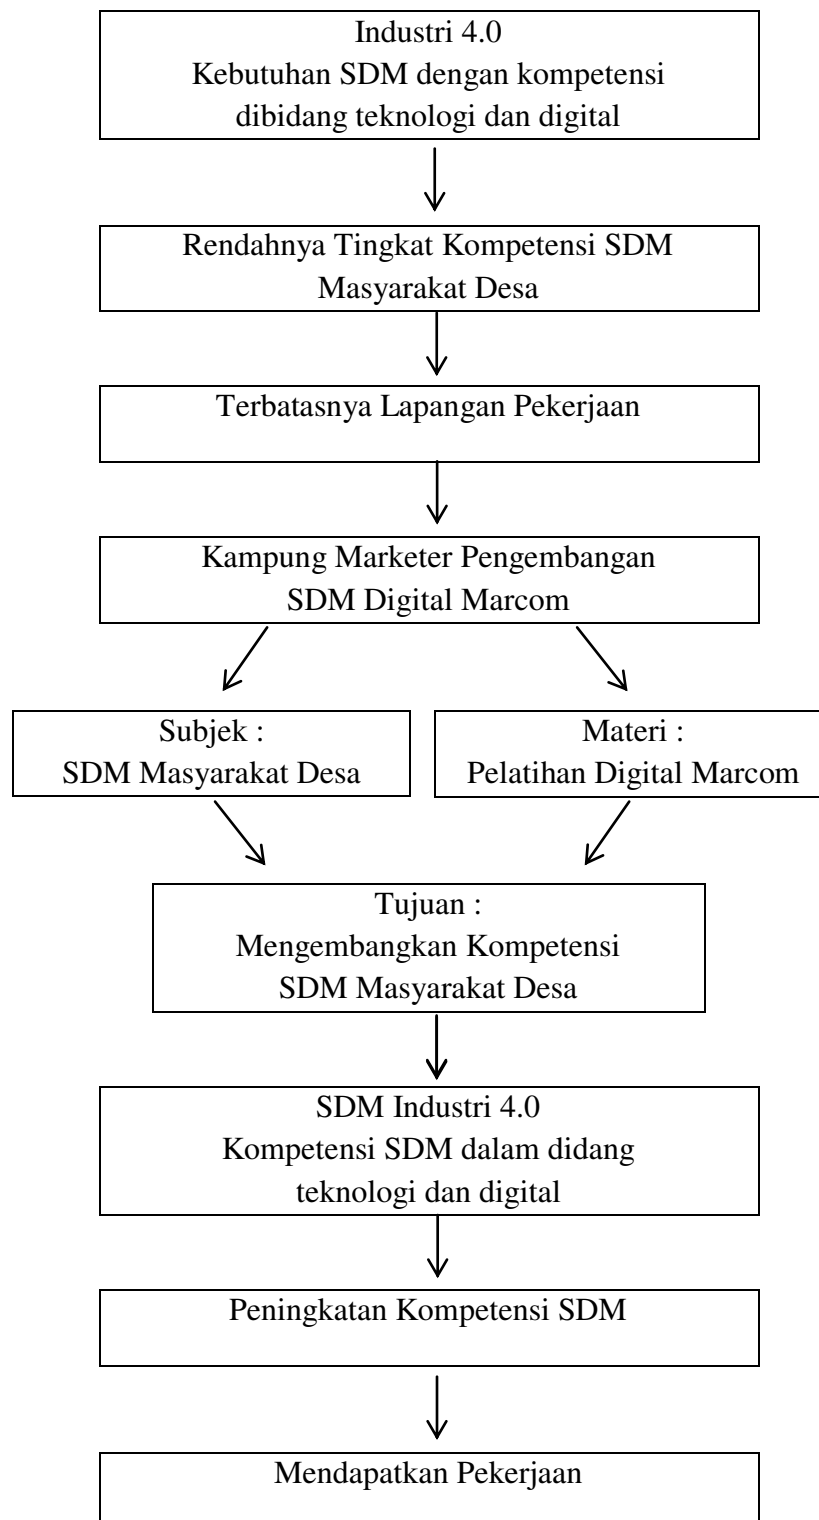 Industri 4.0
Kebutuhan SDM dengan kompetensi
dibidang teknologi dan digital
Rendahnya Tingkat Kompetensi SDM
Masyarakat Desa
Terbatasnya Lapangan Pekerjaan
Kampung Marketer Pengembangan
SDM Digital Marcom
Subjek :
SDM Masyarakat Desa
Materi :
Pelatihan Digital Marcom
Tujuan :
Mengembangkan Kompetensi
SDM Masyarakat Desa
SDM Industri 4.0
Kompetensi SDM dalam didang
teknologi dan digital
Peningkatan Kompetensi SDM
Mendapatkan Pekerjaan